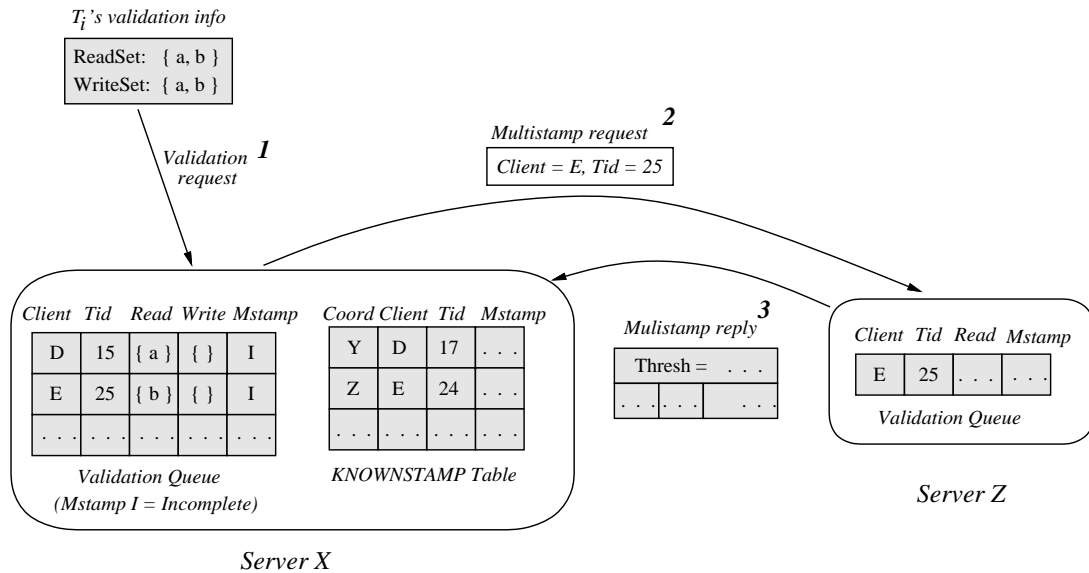 T_i's validation info
ReadSet: { a, b }
WriteSet: { a, b }
1
Validation request
2
Multistamp request
Client = E, Tid = 25
Client Tid Read Write Mstamp
D 15 { a } { } I
E 25 { b } { } I
. . . . . . . . . . . . . . .
Validation Queue
(Mstamp I = Incomplete)
Coord Client Tid Mstamp
Y D 17 . . .
Z E 24 . . .
. . . . . . . . . . . .
KNOWNSTAMP Table
Server X
3
Mulistamp reply
Thresh = . . .
. . . . . . . . .
Client Tid Read Mstamp
E 25 . . . . . .
Validation Queue
Server Z